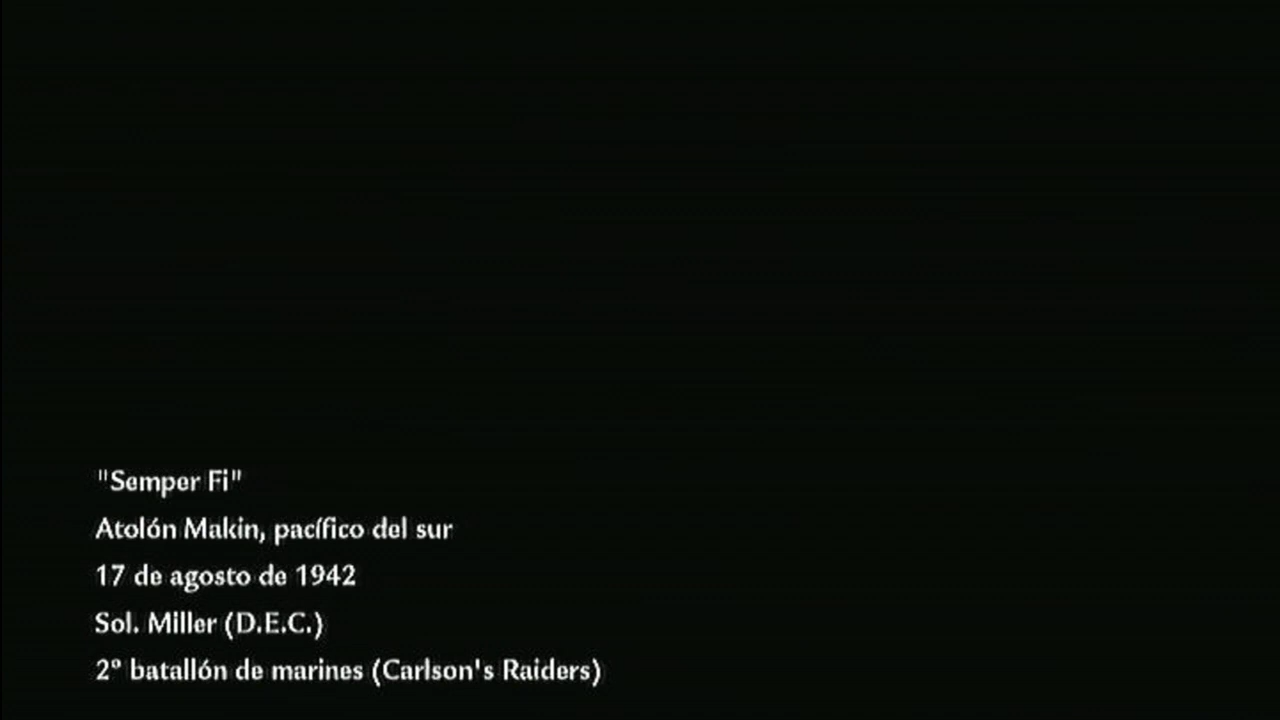 "Semper Fi"
Atolón Makin, pacífico del sur
17 de agosto de 1942
Sol. Miller (D.E.C.)
2º batallón de marines (Carlson's Raiders)